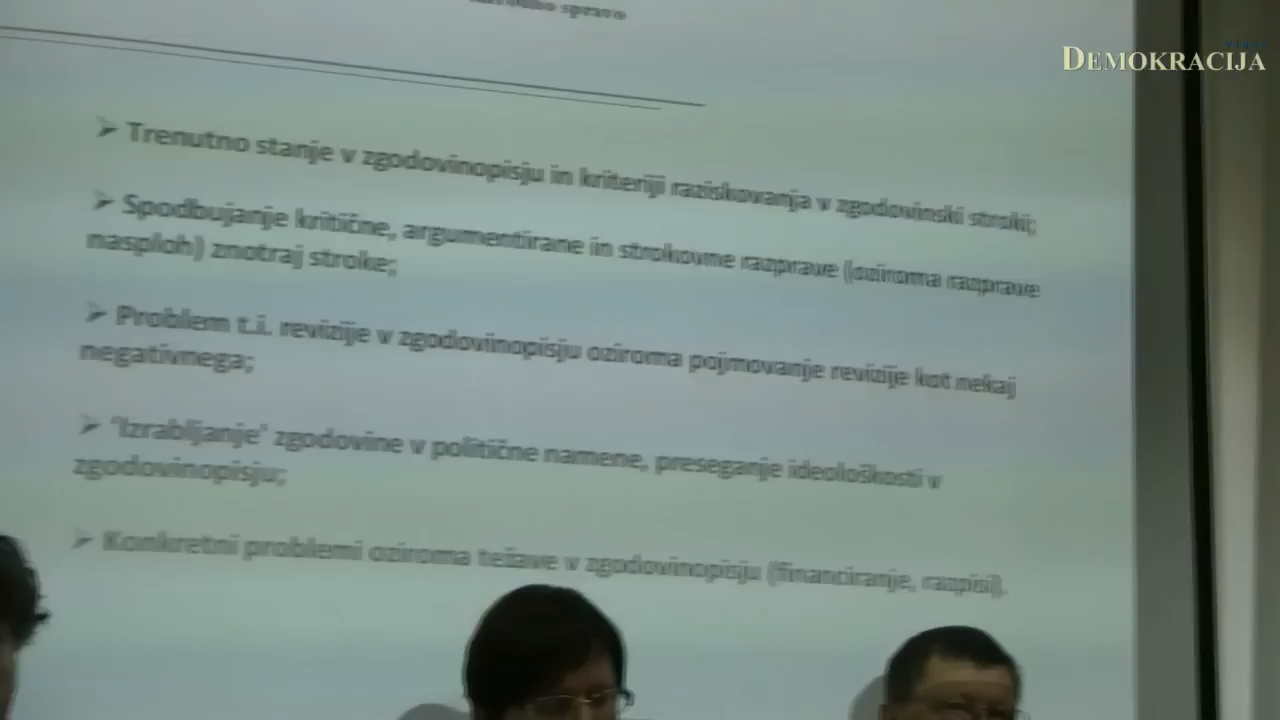 spravo
DEMOKRACIJA
➤ Trenutno stanje v zgodovinopisju in kriteriji raziskovanja v zgodovinski stroki;
➤ Spodbujanje kritične, argumentirane in strokovne razprave (oziroma razprave
nasploh) znotraj stroke;
➤ Problem t.i. revizije v zgodovinopisju oziroma pojmovanje revizije kot nekaj
negativnega;
➤ 'Izrabljanje' zgodovine v politične namene, preseganje ideološkosti v
zgodovinopisju;
➤ Konkretni problemi oziroma težave v zgodovinopisju (financiranje, razpisi).